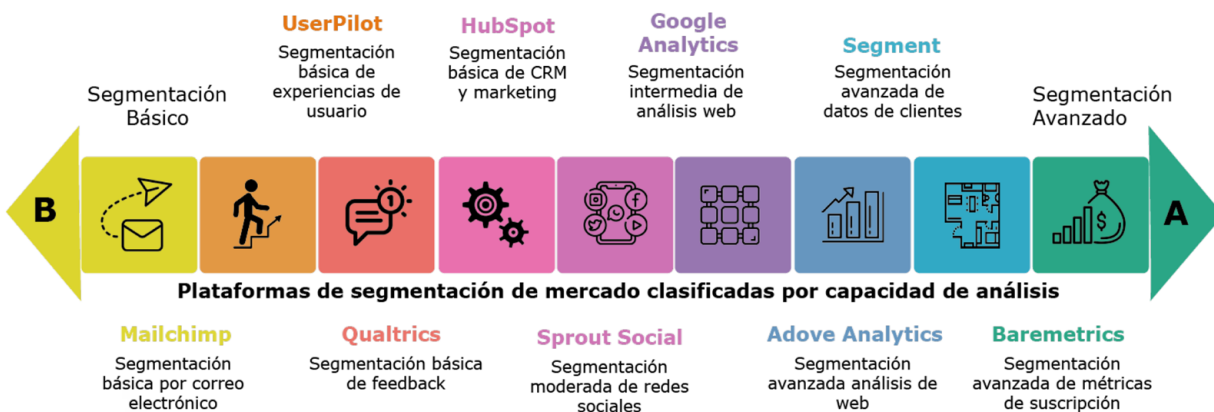 UserPilot
Segmentación
básica de
experiencias de
usuario
HubSpot
Segmentación
básica de CRM
y marketing
Google
Analytics
Segmentación
intermedia de
análisis web
Segment
Segmentación
avanzada de
datos de clientes
Segmentación
Básico
Segmentación
Avanzado
B
1
$
A
Plataformas de segmentación de mercado clasificadas por capacidad de análisis
Mailchimp
Segmentación
básica por correo
electrónico
Qualtrics
Segmentación básica
de feedback
Sprout Social
Segmentación
moderada de redes
sociales
Adove Analytics
Segmentación
avanzada análisis de
web
Baremetrics
Segmentación
avanzada de métricas
de suscripción